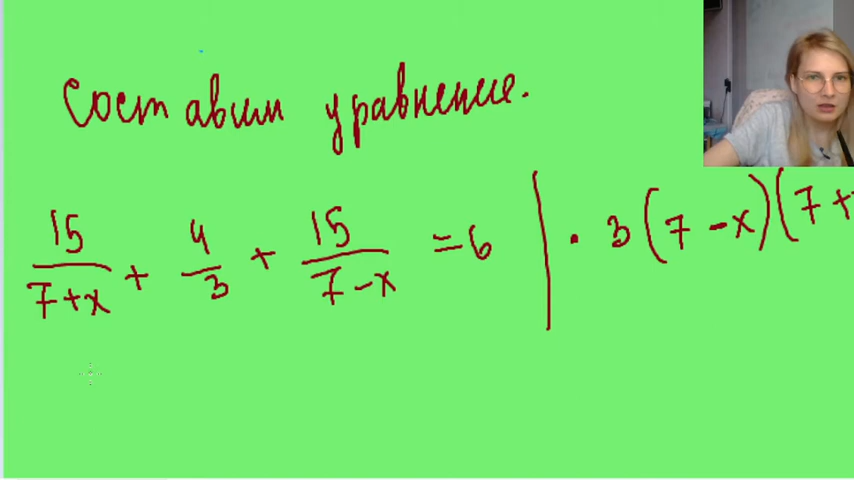 Составим уравнение.
15/(7+x) + 4/3 + 15/(7-x) = 6 | · 3(7-x)(7+